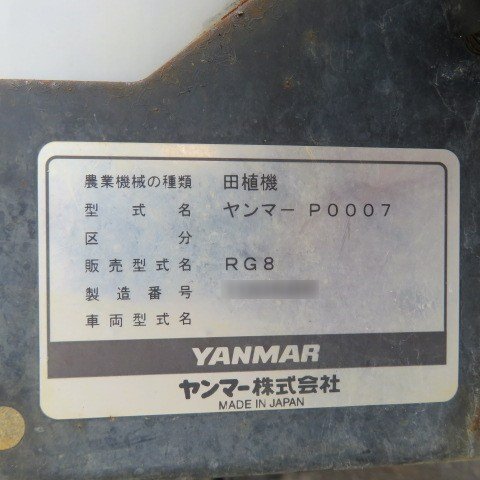 農業機械の種類 田植機
型式名 ヤンマー P0007
区分
販売型式名 RG8
製造番号
車両型式名
YANMAR
ヤンマー株式会社
MADE IN JAPAN